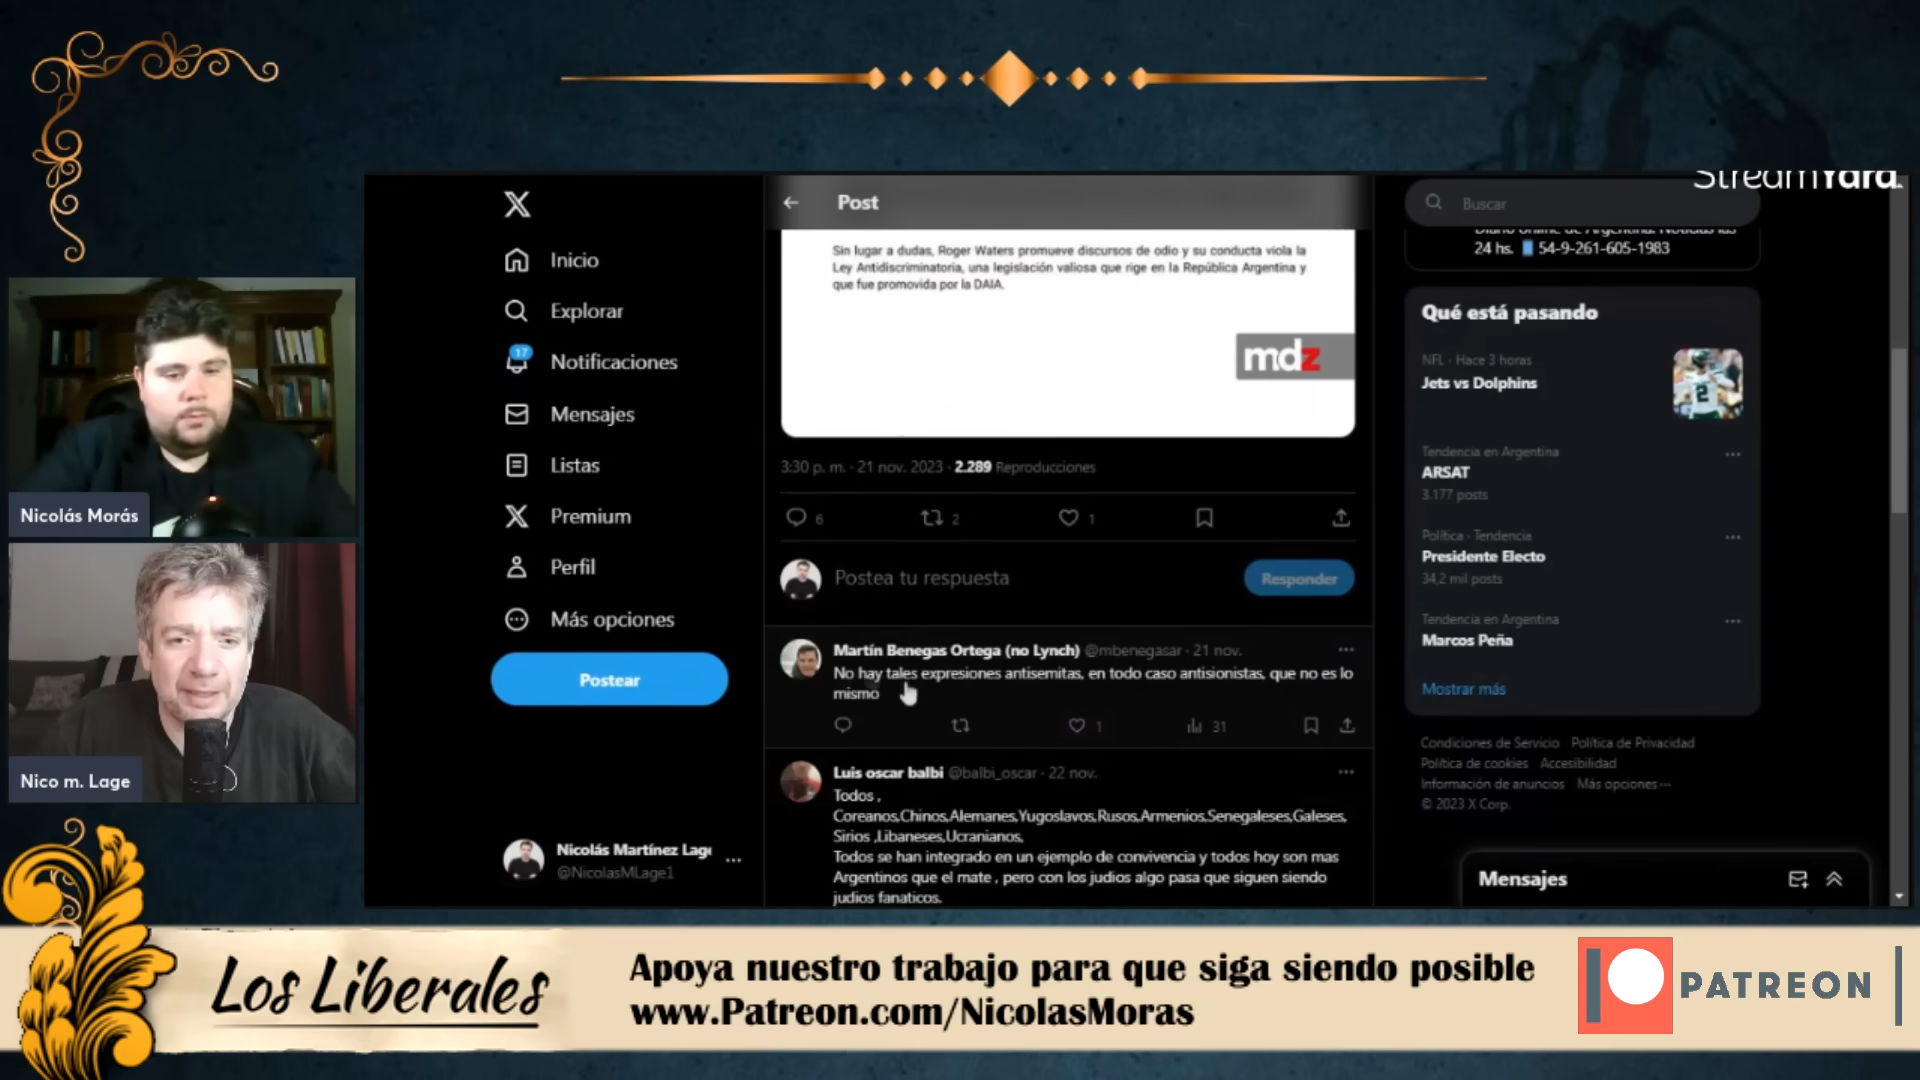 StreamYard
Post
Buscar
Inicio
Explorar
17
Notificaciones
Mensajes
Listas
Premium
Perfil
Más opciones
Postear
Nicolás Martínez Lag
@NicolasMLage1
Sin lugar a dudas, Roger Waters promueve discursos de odio y su conducta viola la
Ley Antidiscriminatoria, una legislación valiosa que rige en la República Argentina y
que fue promovida por la DAIA.
mdz
3:30 p. m. · 21 nov. 2023 · 2.289 Reproducciones
6 2 1
Postea tu respuesta
Responder
Martín Benegas Ortega (no Lynch) @mbenegasar · 21 nov.
No hay tales expresiones antisemitas, en todo caso antisionistas, que no es lo
mismo
1 31
Luis oscar balbi @balbi_oscar · 22 nov.
Todos ,
Coreanos,Chinos,Alemanes,Yugoslavos,Rusos,Armenios,Senegaleses,Galeses,
Sirios ,Libaneses,Ucranianos,
Todos se han integrado en un ejemplo de convivencia y todos hoy son mas
Argentinos que el mate , pero con los judios algo pasa que siguen siendo
judios fanaticos.
Diario online de Argentina. Noticias las
24 hs. 54-9-261-605-1983
Qué está pasando
NFL · Hace 3 horas
Jets vs Dolphins
Tendencia en Argentina
ARSAT
3.177 posts
Política · Tendencia
Presidente Electo
34,2 mil posts
Tendencia en Argentina
Marcos Peña
Mostrar más
Condiciones de Servicio Política de Privacidad
Política de cookies Accesibilidad
Información de anuncios Más opciones ···
© 2023 X Corp.
Mensajes
Nicolás Morás
Nico m. Lage
Los Liberales
Apoya nuestro trabajo para que siga siendo posible
www.Patreon.com/NicolasMoras
PATREON